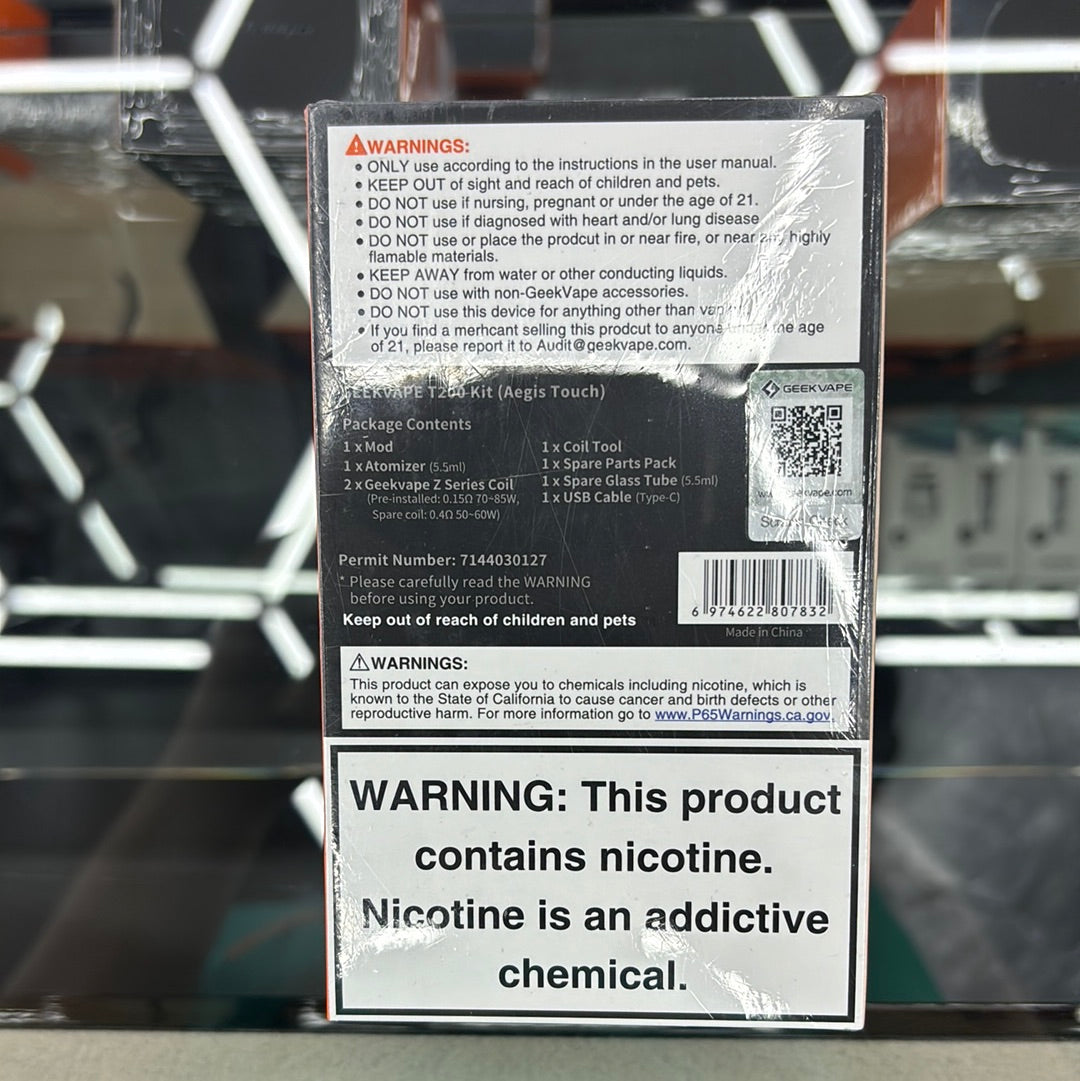 WARNINGS:
• ONLY use according to the instructions in the user manual.
• KEEP OUT of sight and reach of children and pets.
• DO NOT use if nursing, pregnant or under the age of 21.
• DO NOT use if diagnosed with heart and/or lung disease
• DO NOT use or place the prodcut in or near fire, or near any highly
flamable materials.
• KEEP AWAY from water or other conducting liquids.
• DO NOT use with non-GeekVape accessories.
• DO NOT use this device for anything other than
• If you find a merhcant selling this prodcut to anyone under the age
of 21, please report it to Audit@geekvape.com.
GEEKVAPE T200 Kit (Aegis Touch)
Package Contents
1 x Mod
1 x Atomizer (5.5ml)
2 x Geekvape Z Series Coil
(Pre-installed: 0.15Ω 70~85W,
Spare coil: 0.4Ω 50~60W)
1 x Coil Tool
1 x Spare Parts Pack
1 x Spare Glass Tube (5.5ml)
1 x USB Cable (Type-C)
GEEKVAPE
www.geekvape.com
Permit Number: 7144030127
* Please carefully read the WARNING
before using your product.
Keep out of reach of children and pets
6 974622 807832
Made in China
WARNINGS:
This product can expose you to chemicals including nicotine, which is
known to the State of California to cause cancer and birth defects or other
reproductive harm. For more information go to www.P65Warnings.ca.gov.
WARNING: This product
contains nicotine.
Nicotine is an addictive
chemical.